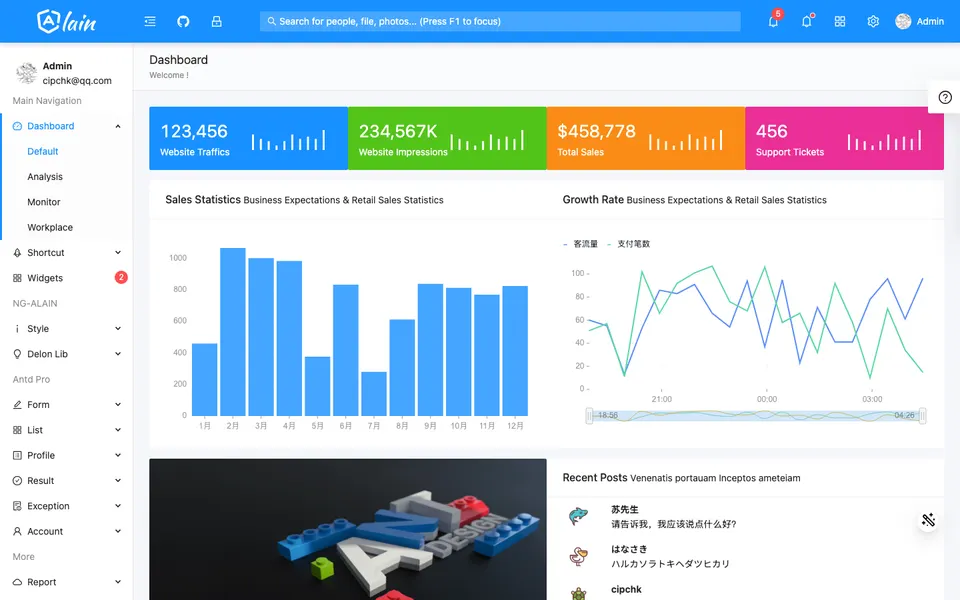 Alain
Search for people, file, photos... (Press F1 to focus)
5
Admin
Admin
cipchk@qq.com
Main Navigation
Dashboard
Default
Analysis
Monitor
Workplace
Shortcut
Widgets
2
NG-ALAIN
Style
Delon Lib
Antd Pro
Form
List
Profile
Result
Exception
Account
More
Report
Dashboard
Welcome !
123,456
Website Traffics
234,567K
Website Impressions
$458,778
Total Sales
456
Support Tickets
Sales Statistics Business Expectations & Retail Sales Statistics
1000
800
600
400
200
0
1月 2月 3月 4月 5月 6月 7月 8月 9月 10月 11月 12月
Growth Rate Business Expectations & Retail Sales Statistics
客流量 支付笔数
100
80
60
40
20
0
21:00 00:00 03:00
18:56 04:26
ANT
DESIGN
Recent Posts Venenatis portauam Inceptos ameteiam
苏先生
请告诉我，我应该说点什么好?
はなさき
ハルカソラトキヘダツヒカリ
cipchk